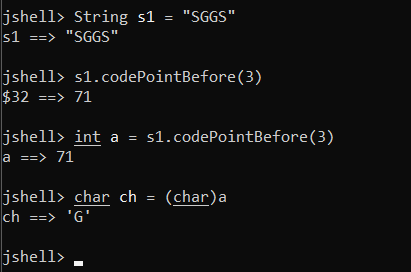 jshell> String s1 = "SGGS"
s1 ==> "SGGS"
jshell> s1.codePointBefore(3)
$32 ==> 71
jshell> int a = s1.codePointBefore(3)
a ==> 71
jshell> char ch = (char)a
ch ==> 'G'
jshell>